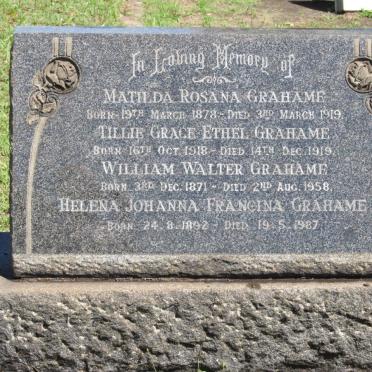 In Loving Memory of
MATILDA ROSANA GRAHAME
BORN 19TH MARCH 1878 - DIED 3RD MARCH 1919.
TILLIE GRACE ETHEL GRAHAME
BORN 16TH OCT. 1918 - DIED 14TH DEC. 1919.
WILLIAM WALTER GRAHAME
BORN 3RD DEC. 1871 - DIED 2ND AUG. 1958.
HELENA JOHANNA FRANCINA GRAHAME
BORN 24.8.1892 - DIED 19.5.1987